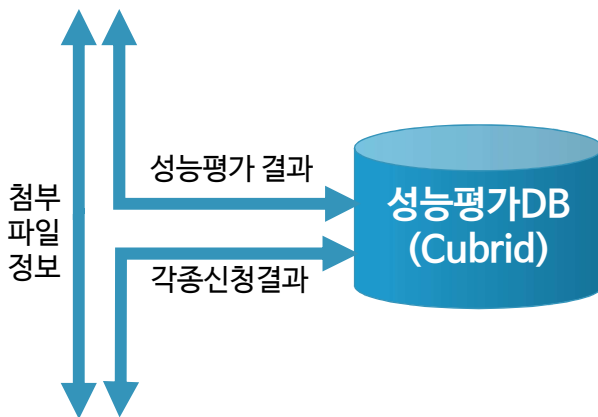 성능평가 결과
첨부
파일
정보
성능평가DB
(Cubrid)
각종신청결과